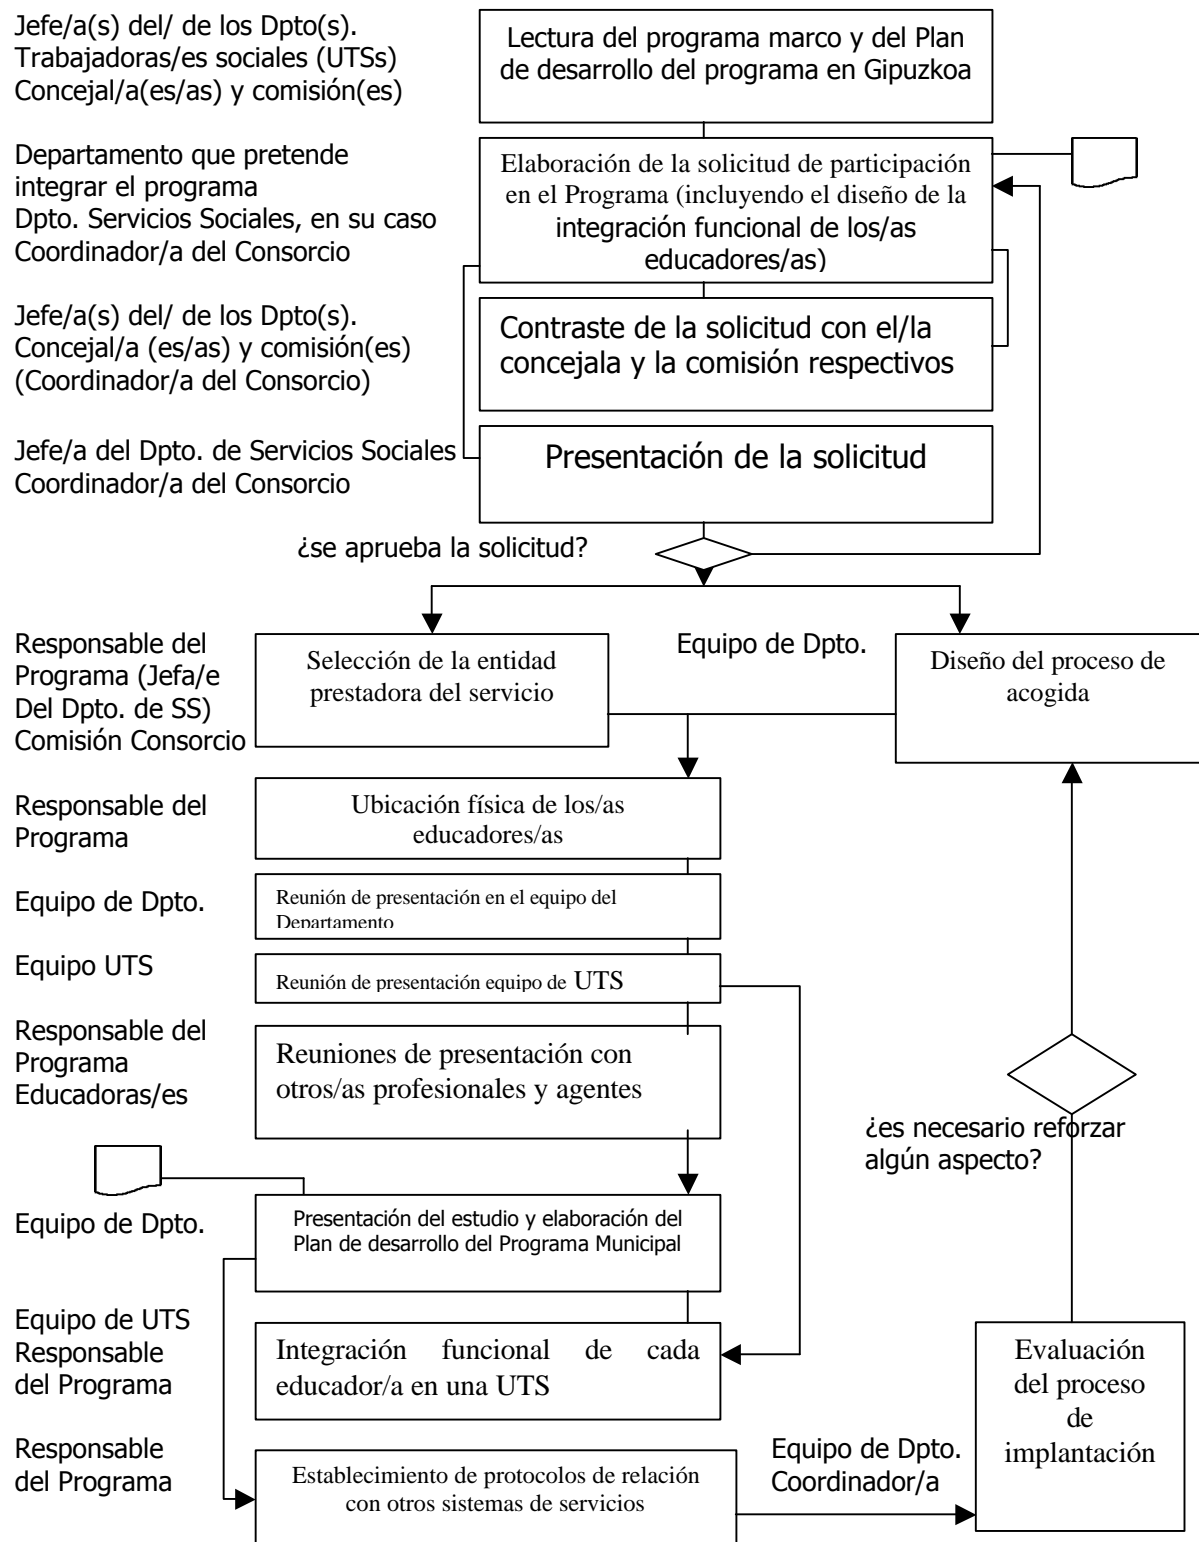 Jefe/a(s) del/ de los Dpto(s).
Trabajadoras/es sociales (UTSs)
Concejal/a(es/as) y comisión(es)
Lectura del programa marco y del Plan
de desarrollo del programa en Gipuzkoa
Departamento que pretende
integrar el programa
Dpto. Servicios Sociales, en su caso
Coordinador/a del Consorcio
Elaboración de la solicitud de participación
en el Programa (incluyendo el diseño de la
integración funcional de los/as
educadores/as)
Jefe/a(s) del/ de los Dpto(s).
Concejal/a (es/as) y comisión(es)
(Coordinador/a del Consorcio)
Contraste de la solicitud con el/la
concejala y la comisión respectivos
Jefe/a del Dpto. de Servicios Sociales
Coordinador/a del Consorcio
Presentación de la solicitud
¿se aprueba la solicitud?
Responsable del
Programa (Jefa/e
Del Dpto. de SS)
Comisión Consorcio
Selección de la entidad
prestadora del servicio
Equipo de Dpto.
Diseño del proceso de
acogida
Responsable del
Programa
Ubicación física de los/as
educadores/as
Equipo de Dpto.
Reunión de presentación en el equipo del
Departamento
Equipo UTS
Reunión de presentación equipo de UTS
Responsable del
Programa
Educadoras/es
Reuniones de presentación con
otros/as profesionales y agentes
¿es necesario reforzar
algún aspecto?
Equipo de Dpto.
Presentación del estudio y elaboración del
Plan de desarrollo del Programa Municipal
Equipo de UTS
Responsable
del Programa
Integración funcional de cada
educador/a en una UTS
Evaluación
del proceso
de
implantación
Responsable
del Programa
Establecimiento de protocolos de relación
con otros sistemas de servicios
Equipo de Dpto.
Coordinador/a